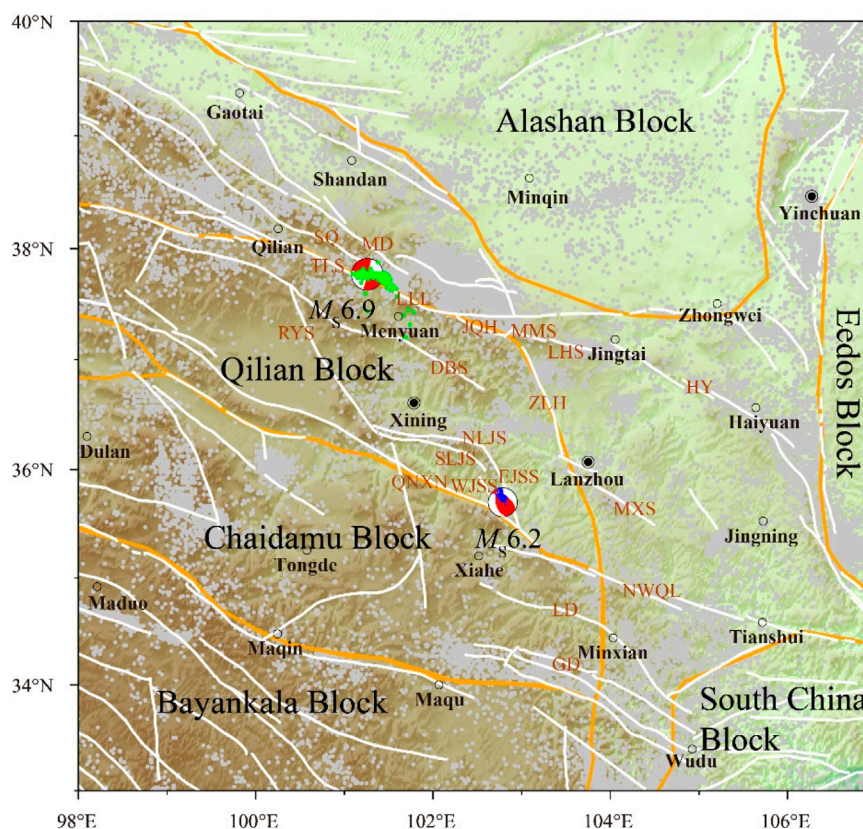 40°N
Gaotai
Alashan Block
Shandan
Minqin
Yinchuan
38°N
Qilian
SQ
MD
TLS
LLL
Ms6.9
Menyuan
Zhongwei
RYS
JQH
MMS
LHS
Jingtai
Eedos Block
Qilian Block
DBS
HY
Xining
ZLH
Haiyuan
NLJS
Dulan
36°N
SLJS
Lanzhou
QNXN
WJSS
EJSS
MXS
Chaidamu Block
Ms6.2
Jingning
Tongde
Xiahe
Maduo
NWQL
LD
Tianshui
Maqin
Minxian
GD
34°N
Bayankala Block
Maqu
South China
Block
Wudu
98°E
100°E
102°E
104°E
106°E